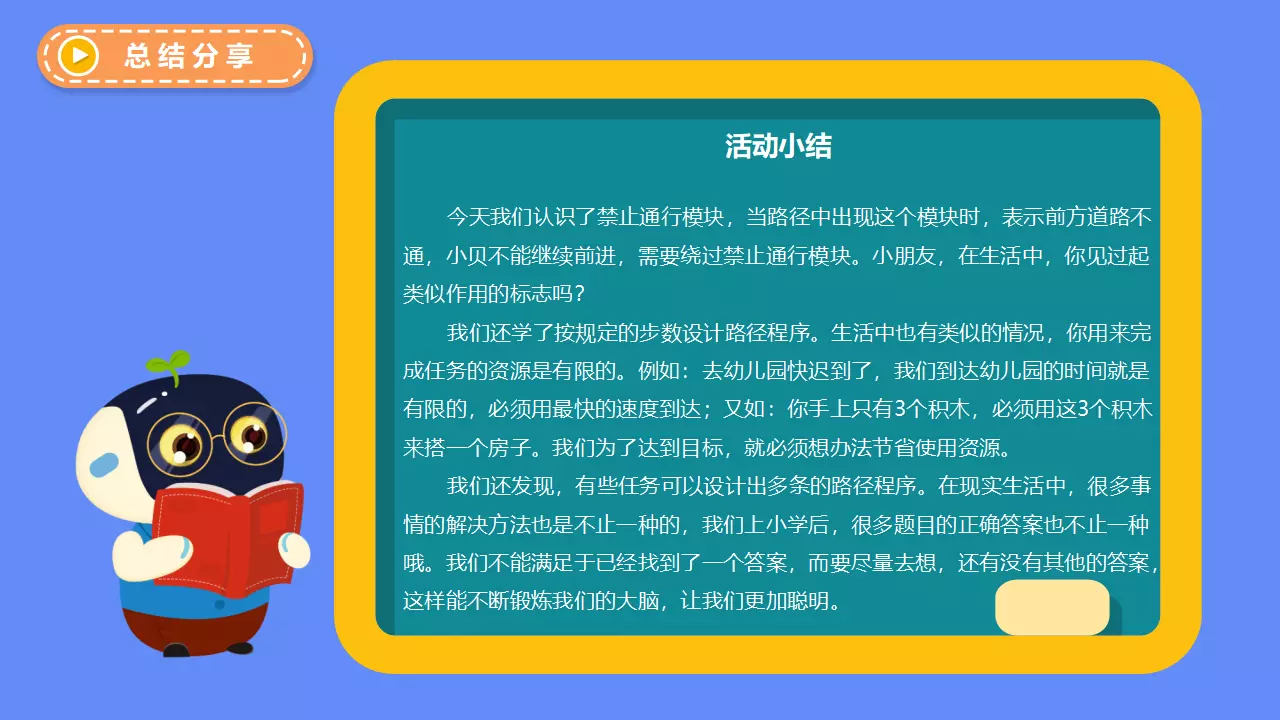 总结分享
活动小结
今天我们认识了禁止通行模块，当路径中出现这个模块时，表示前方道路不
通，小贝不能继续前进，需要绕过禁止通行模块。小朋友，在生活中，你见过起
类似作用的标志吗？
我们还学了按规定的步数设计路径程序。生活中也有类似的情况，你用来完
成任务的资源是有限的。例如：去幼儿园快迟到了，我们到达幼儿园的时间就是
有限的，必须用最快的速度到达；又如：你手上只有3个积木，必须用这3个积木
来搭一个房子。我们为了达到目标，就必须想办法节省使用资源。
我们还发现，有些任务可以设计出多条的路径程序。在现实生活中，很多事
情的解决方法也是不止一种的，我们上小学后，很多题目的正确答案也不止一种
哦。我们不能满足于已经找到了一个答案，而要尽量去想，还有没有其他的答案，
这样能不断锻炼我们的大脑，让我们更加聪明。